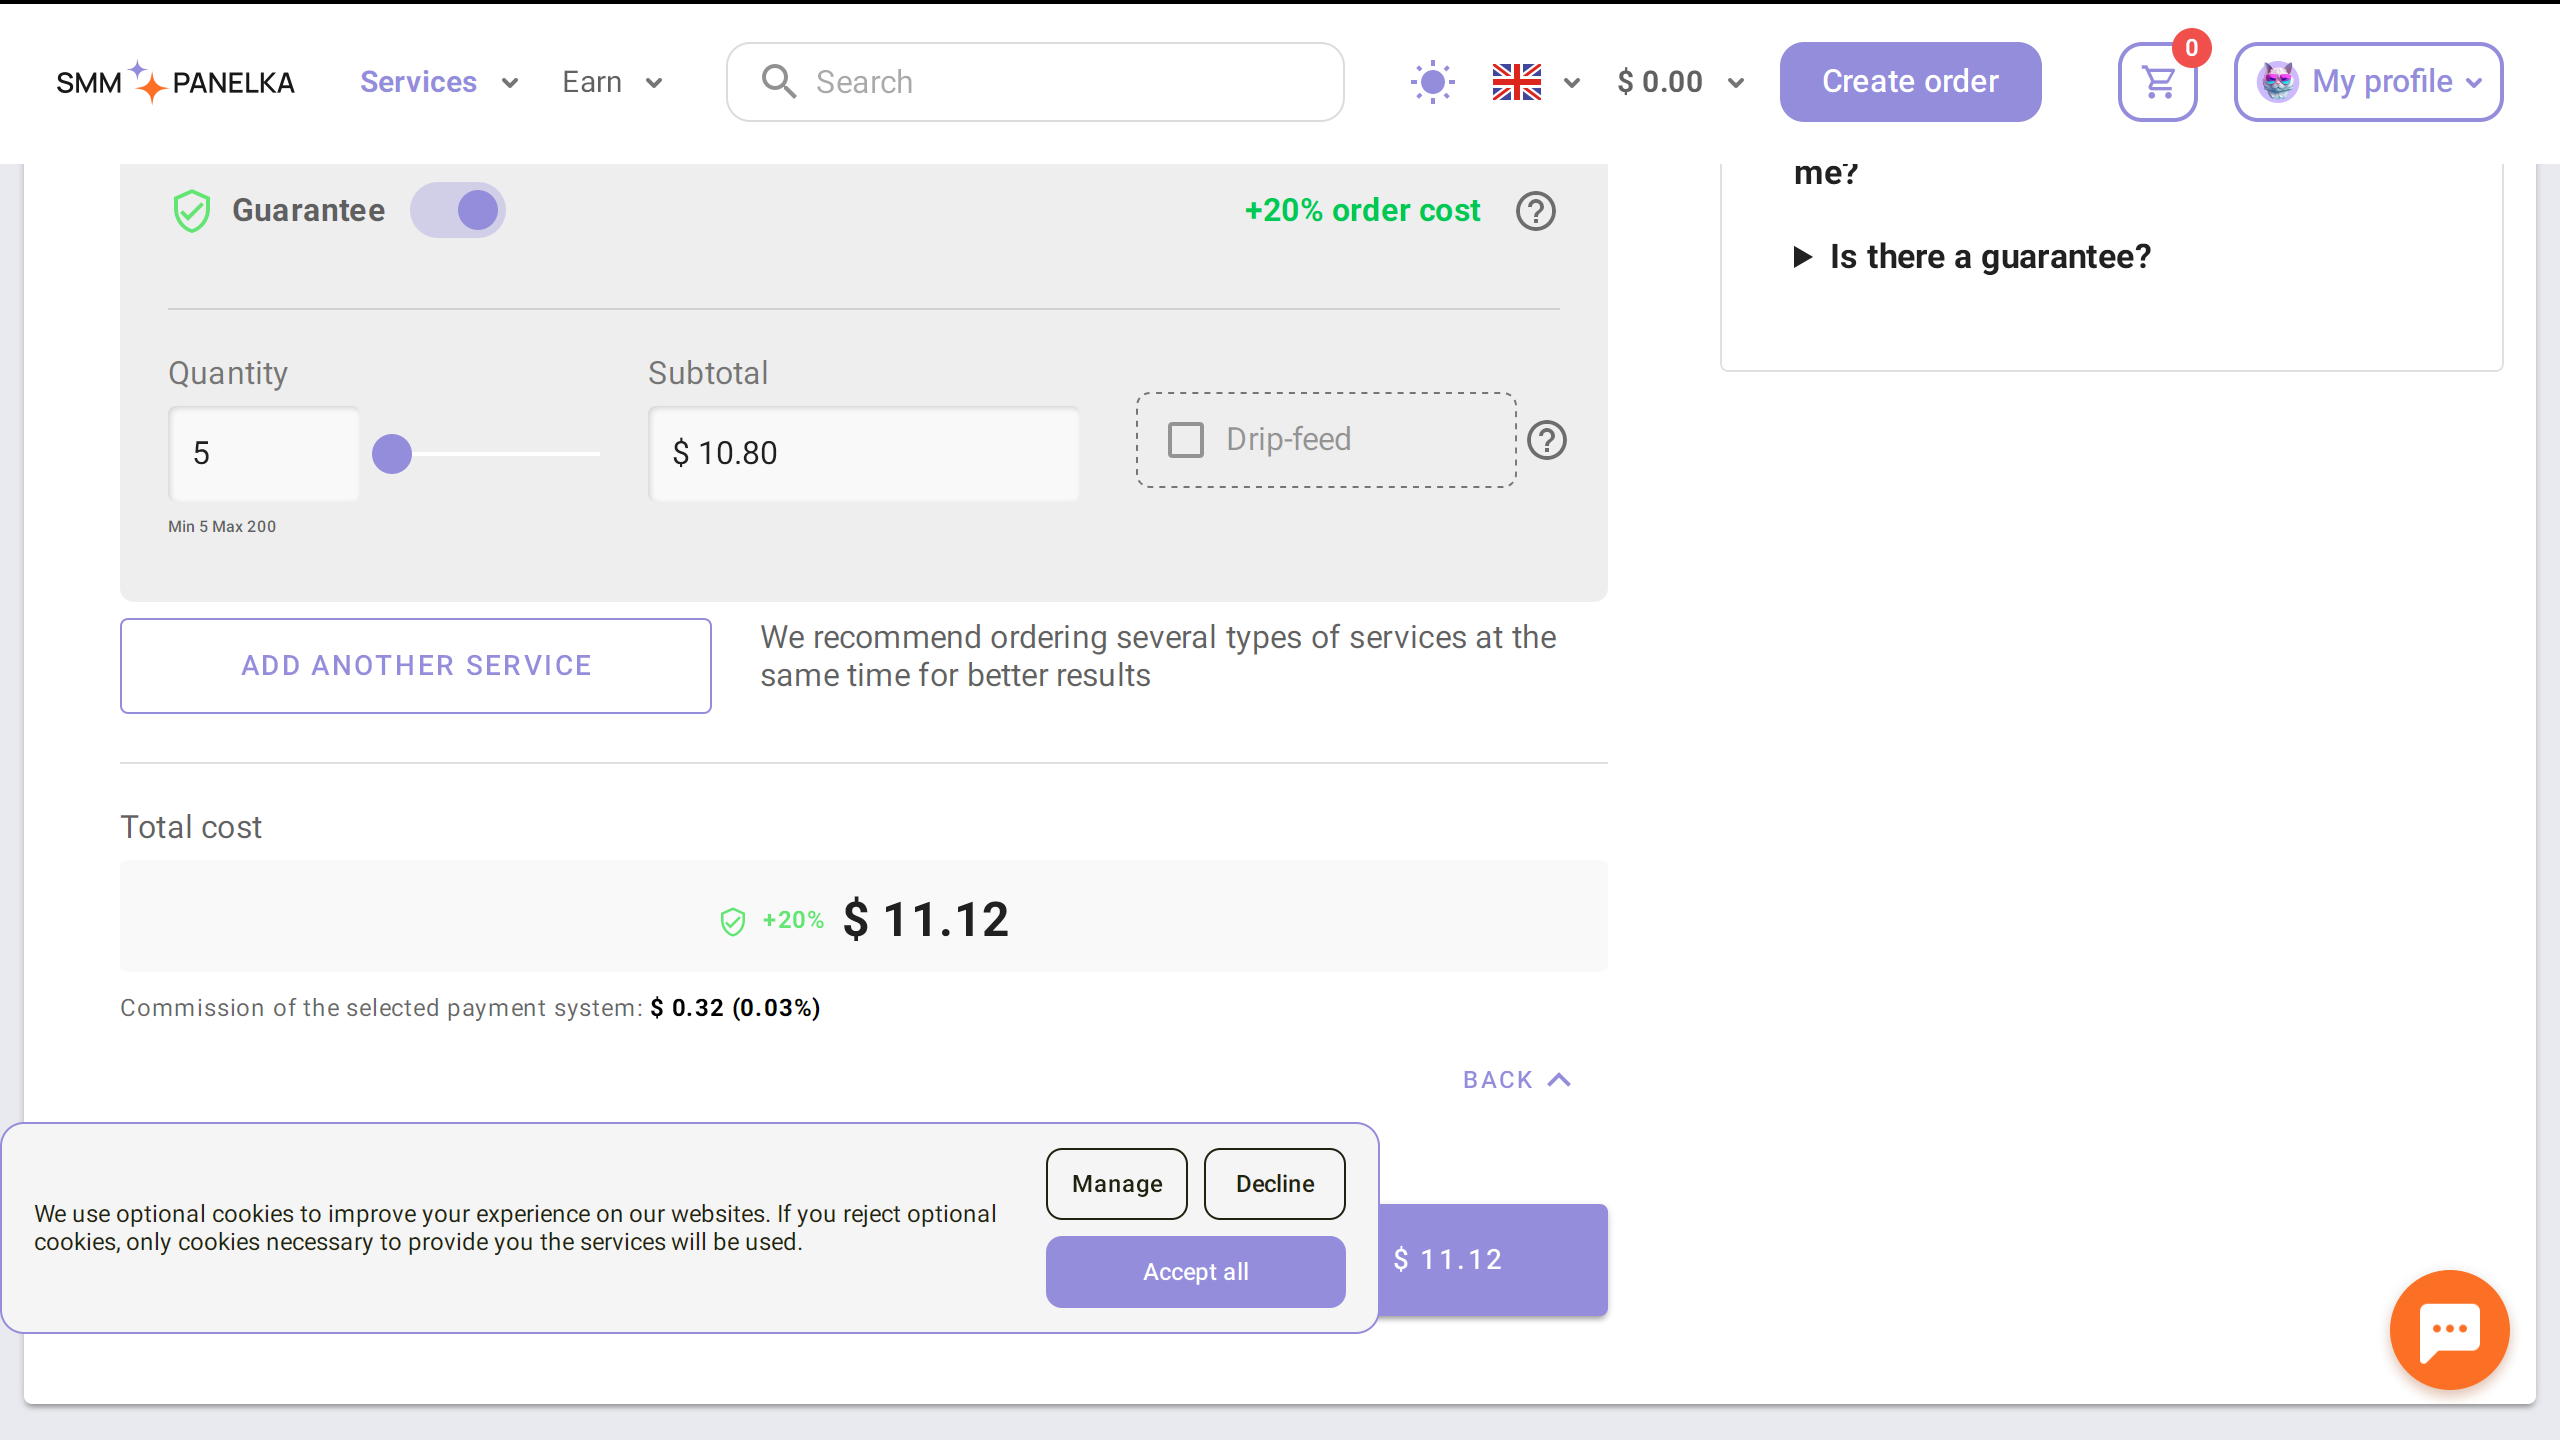 SMM PANELKA
Services
Earn
Search
$ 0.00
Create order
0
My profile
Guarantee
+20% order cost
me?
Is there a guarantee?
Quantity
Subtotal
5
$ 10.80
Drip-feed
Min 5 Max 200
ADD ANOTHER SERVICE
We recommend ordering several types of services at the
same time for better results
Total cost
+20%
$ 11.12
Commission of the selected payment system: $ 0.32 (0.03%)
BACK
We use optional cookies to improve your experience on our websites. If you reject optional
cookies, only cookies necessary to provide you the services will be used.
Manage
Decline
Accept all
$ 11.12